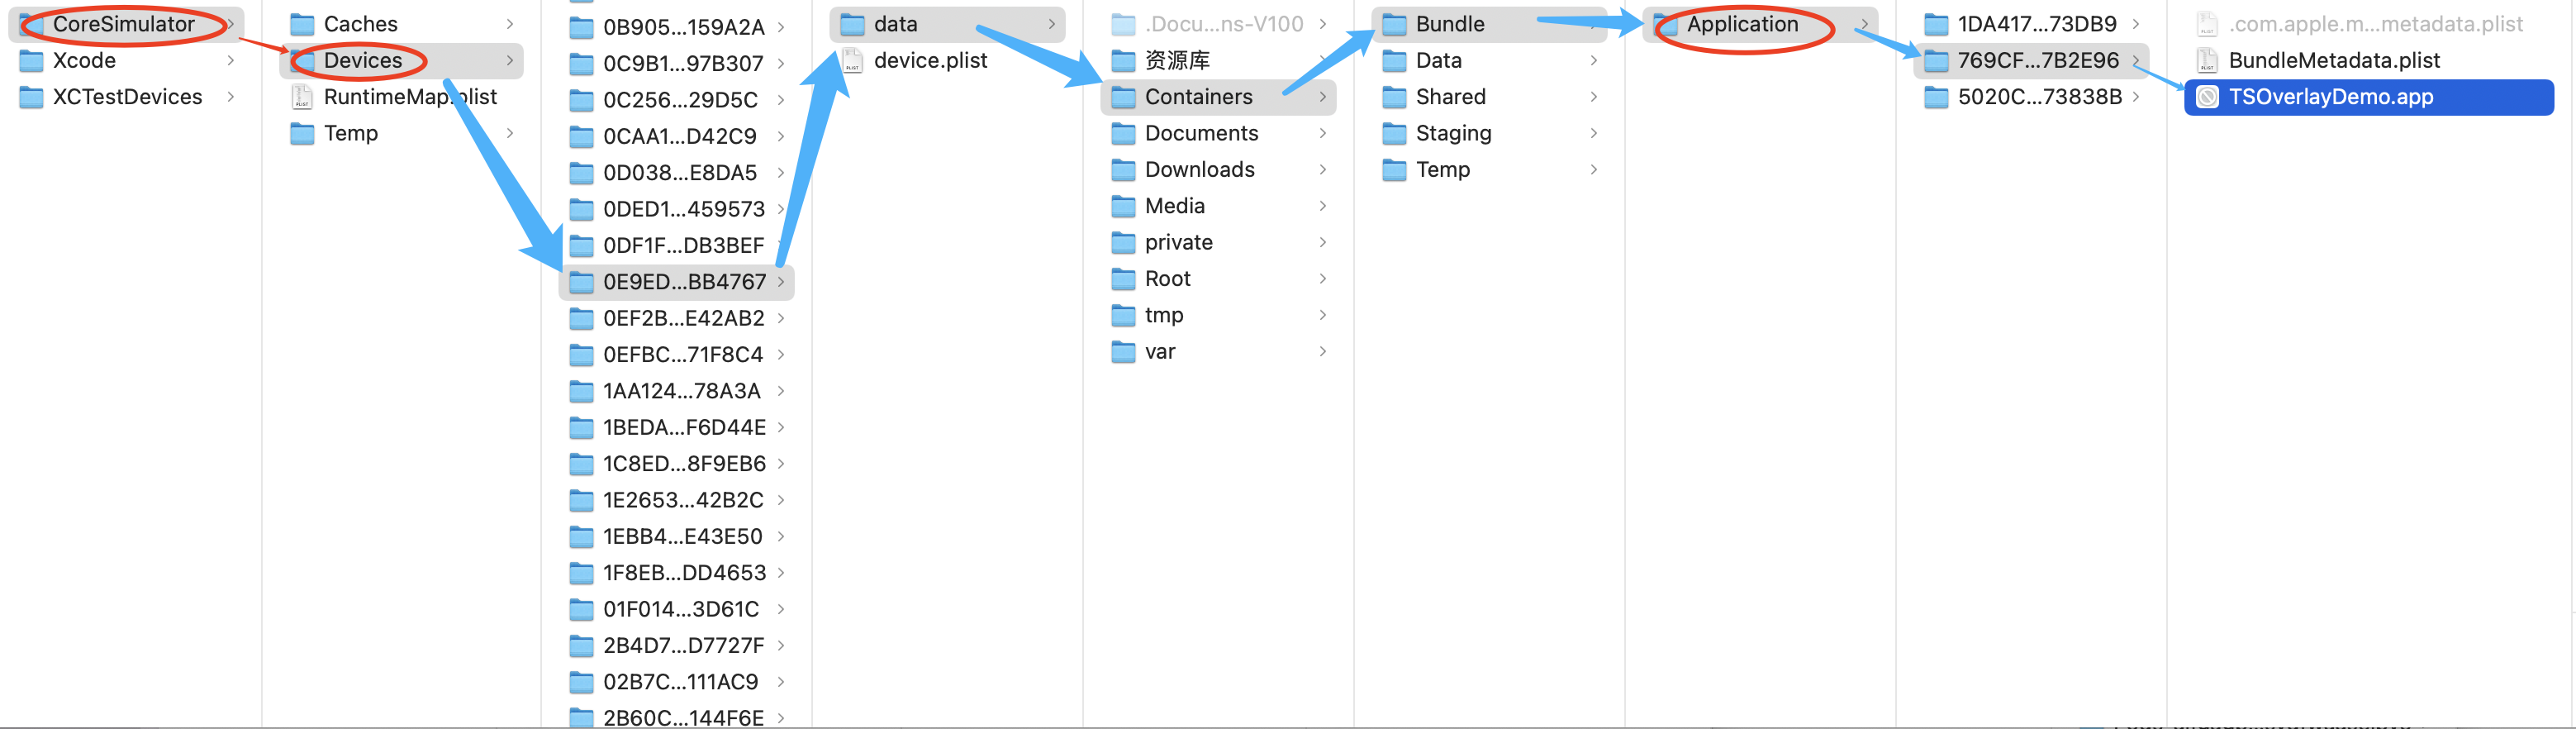 CoreSimulator
Xcode
XCTestDevices
Caches
Devices
RuntimeMap.plist
Temp
0B905...159A2A
0C9B1...97B307
0C256...29D5C
0CAA1...D42C9
0D038...E8DA5
0DED1...459573
0DF1F...DB3BEF
0E9ED...BB4767
0EF2B...E42AB2
0EFBC...71F8C4
1AA124...78A3A
1BEDA...F6D44E
1C8ED...8F9EB6
1E2653...42B2C
1EBB4...E43E50
1F8EB...DD4653
01F014...3D61C
2B4D7...D7727F
02B7C...111AC9
2B60C...144F6E
data
device.plist
.Docu...ns-V100
资源库
Containers
Documents
Downloads
Media
private
Root
tmp
var
Bundle
Data
Shared
Staging
Temp
Application
1DA417...73DB9
769CF...7B2E96
5020C...73838B
.com.apple.m...metadata.plist
BundleMetadata.plist
TSOverlayDemo.app